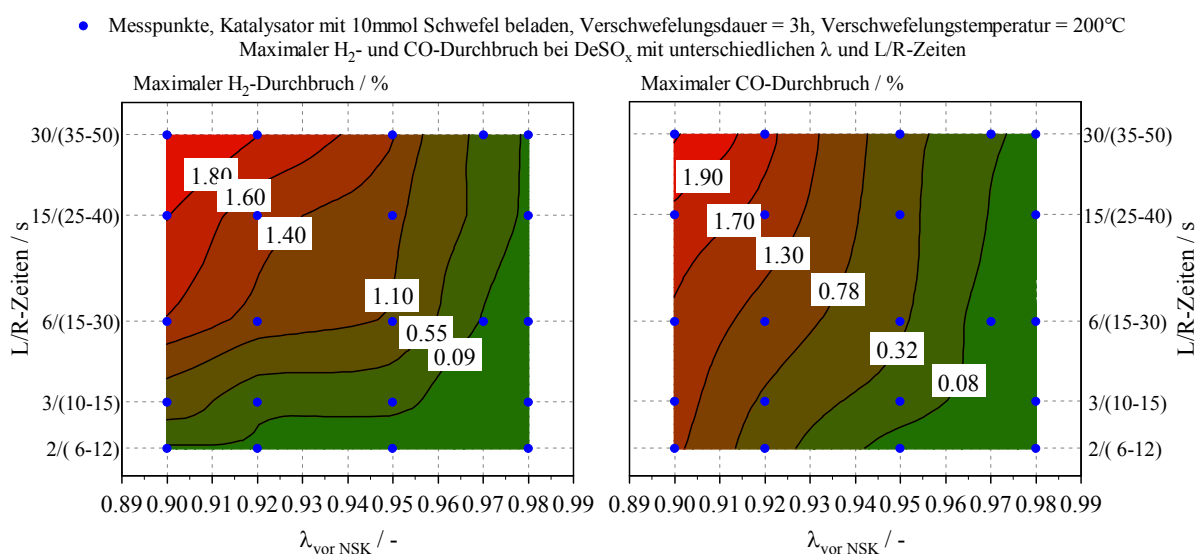 Messpunkte, Katalysator mit 10mmol Schwefel beladen, Verschwefelungsdauer = 3h, Verschwefelungstemperatur = 200°C
Maximaler H₂- und CO-Durchbruch bei DeSOₓ mit unterschiedlichen λ und L/R-Zeiten
Maximaler H₂-Durchbruch / %
30/(35-50)
15/(25-40)
6/(15-30)
3/(10-15)
2/( 6-12)
L/R-Zeiten / s
1.80
1.60
1.40
1.10
0.55
0.09
0.89 0.90 0.91 0.92 0.93 0.94 0.95 0.96 0.97 0.98 0.99
λvor NSK / -
Maximaler CO-Durchbruch / %
1.90
1.70
1.30
0.78
0.32
0.08
30/(35-50)
15/(25-40)
6/(15-30)
3/(10-15)
2/( 6-12)
L/R-Zeiten / s
0.89 0.90 0.91 0.92 0.93 0.94 0.95 0.96 0.97 0.98 0.99
λvor NSK / -